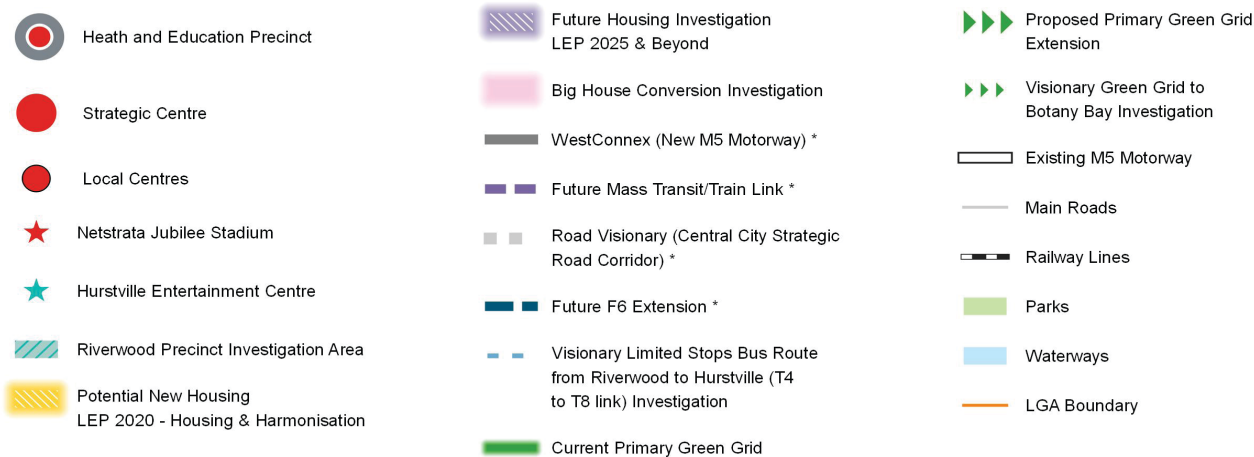 Heath and Education Precinct
Strategic Centre
Local Centres
Netstrata Jubilee Stadium
Hurstville Entertainment Centre
Riverwood Precinct Investigation Area
Potential New Housing
LEP 2020 - Housing & Harmonisation
Future Housing Investigation
LEP 2025 & Beyond
Big House Conversion Investigation
WestConnex (New M5 Motorway) *
Future Mass Transit/Train Link *
Road Visionary (Central City Strategic
Road Corridor) *
Future F6 Extension *
Visionary Limited Stops Bus Route
from Riverwood to Hurstville (T4
to T8 link) Investigation
Current Primary Green Grid
Proposed Primary Green Grid
Extension
Visionary Green Grid to
Botany Bay Investigation
Existing M5 Motorway
Main Roads
Railway Lines
Parks
Waterways
LGA Boundary